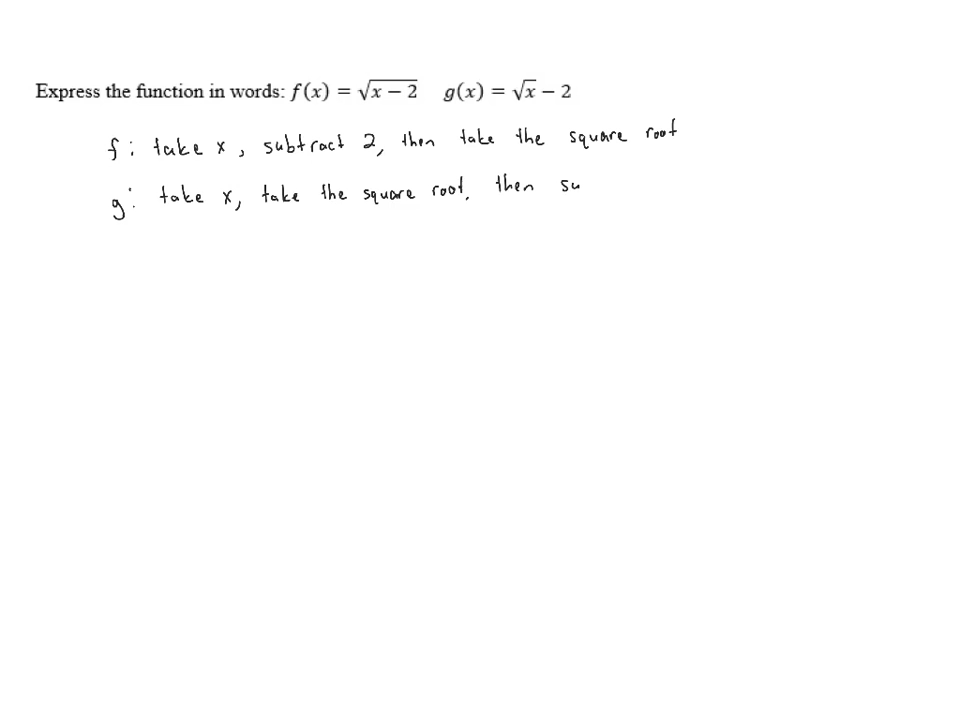 Express the function in words: f(x) = √(x − 2)   g(x) = √x − 2
f: take x, subtract 2, then take the square root
g: take x, take the square root, then su